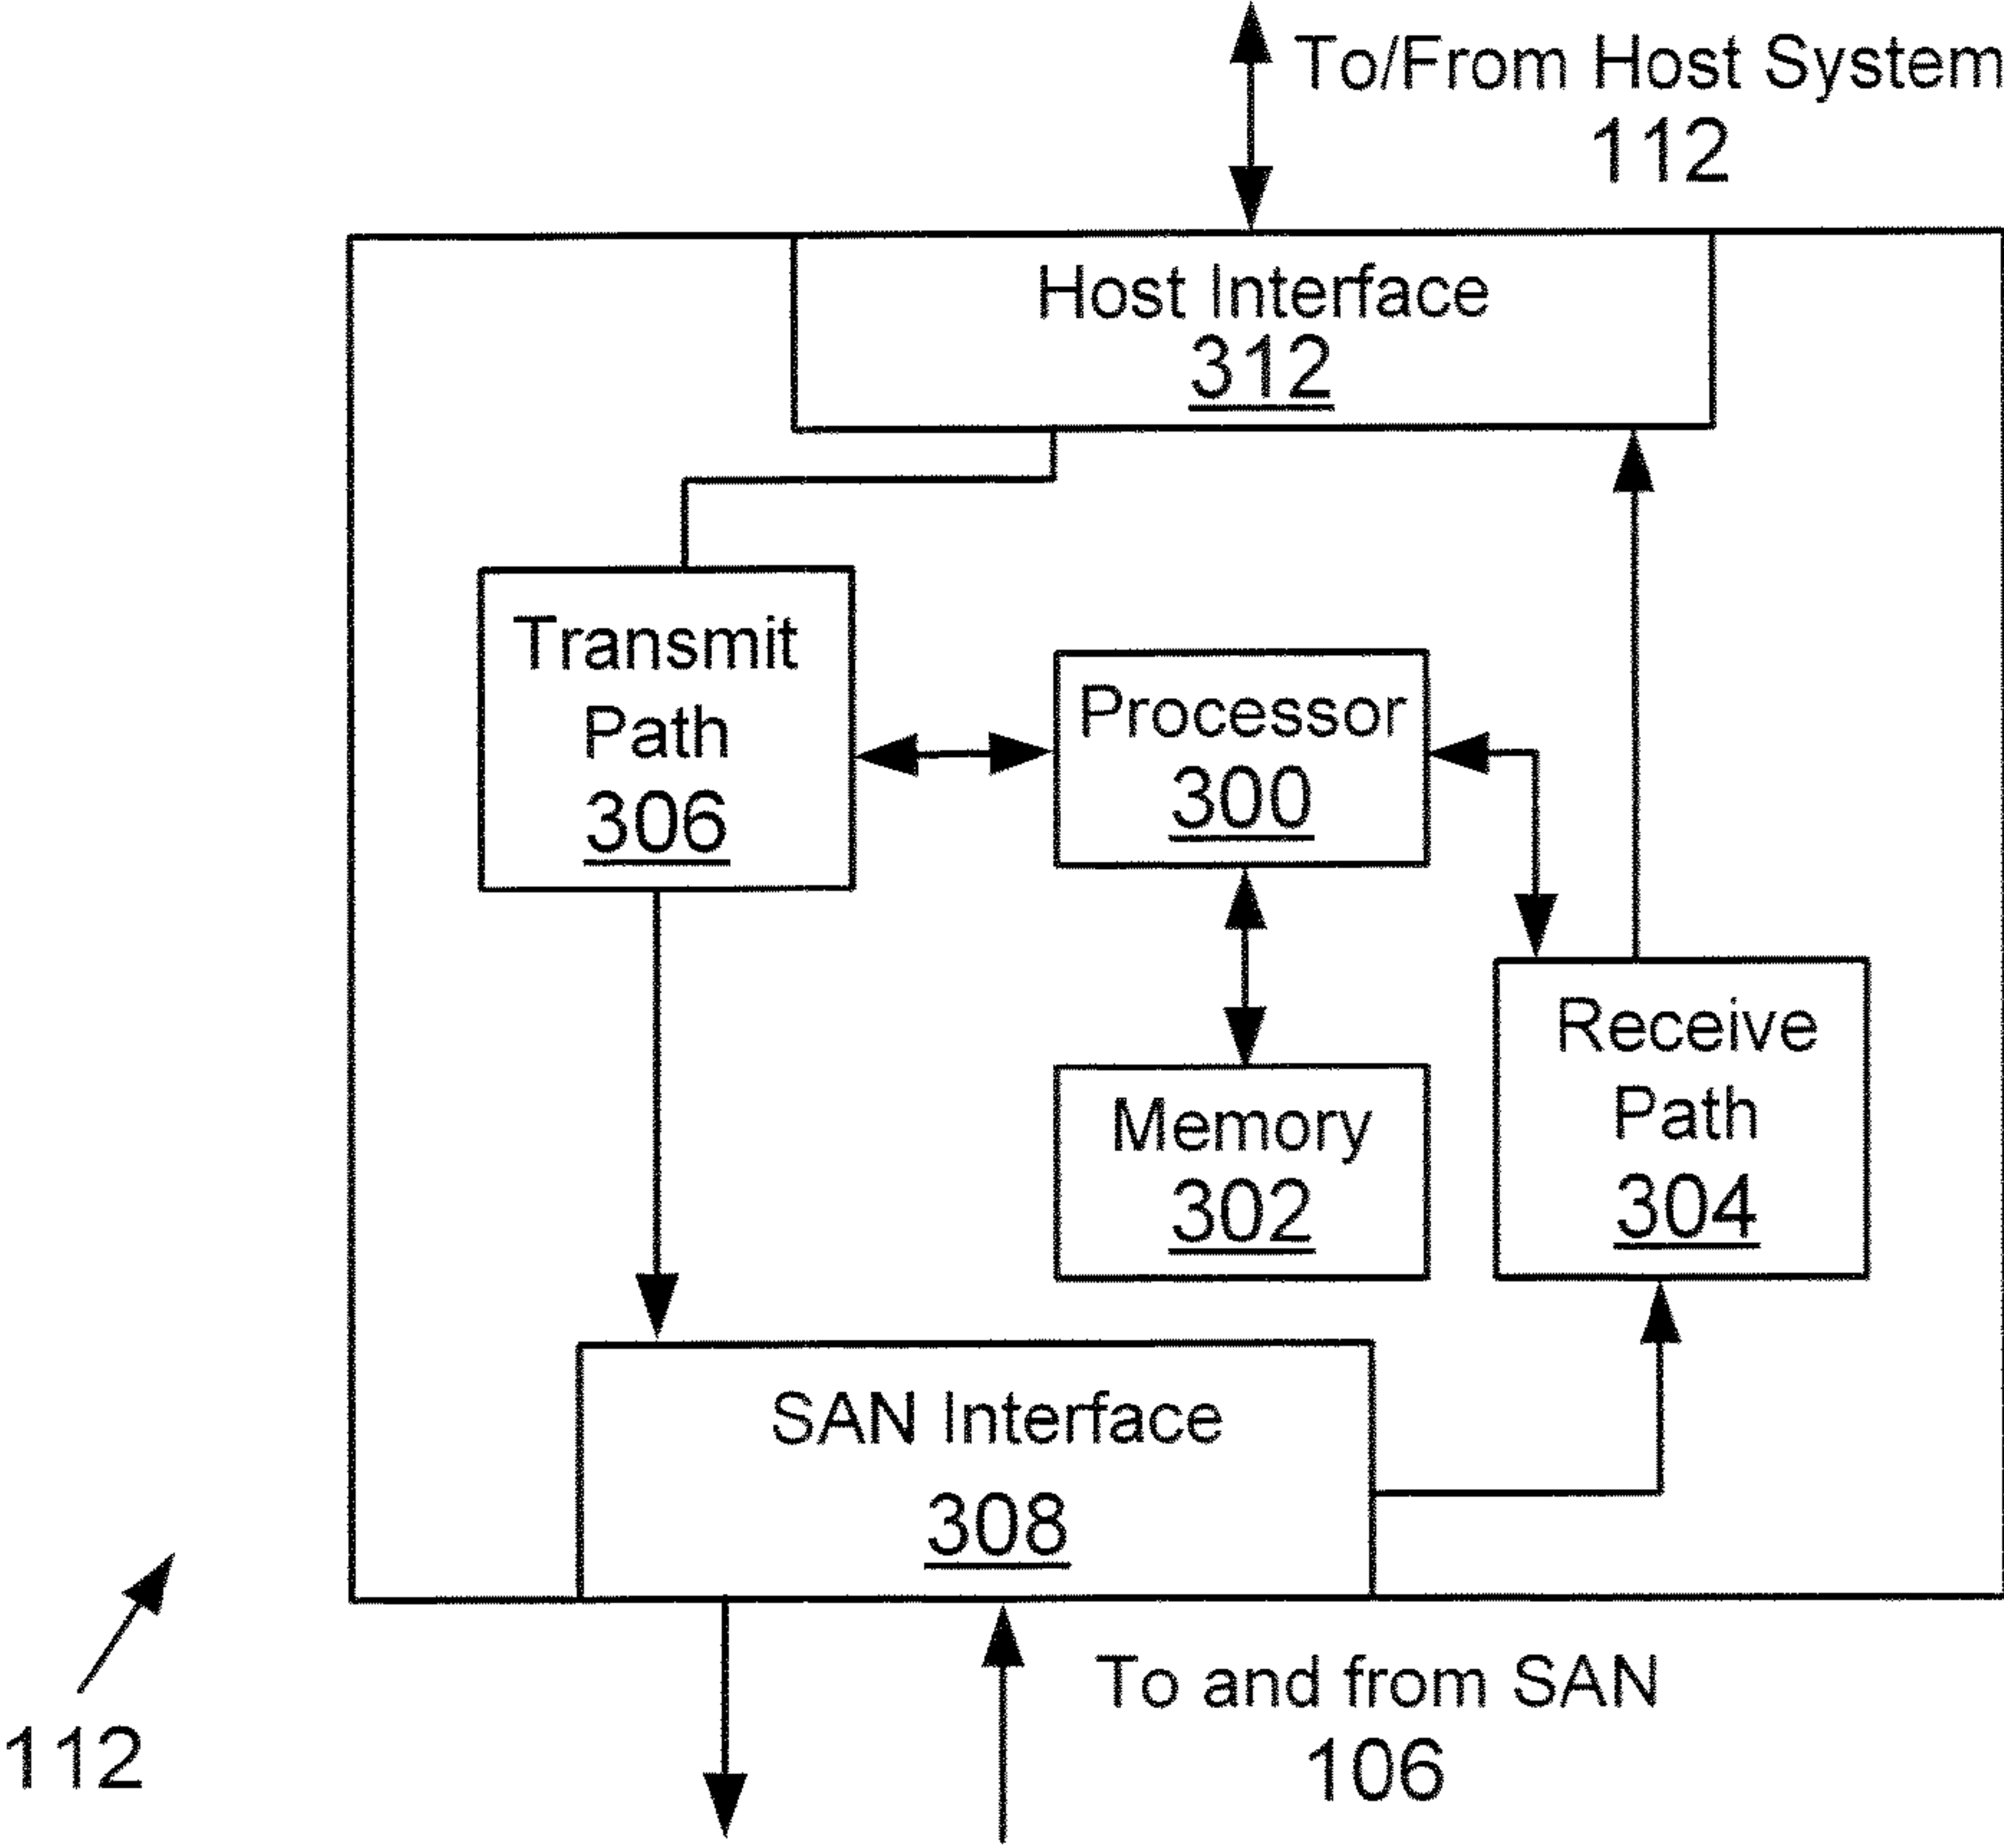 To/From Host System
112
Host Interface
312
Transmit
Path
306
Processor
300
Receive
Path
304
Memory
302
SAN Interface
308
To and from SAN
106
112